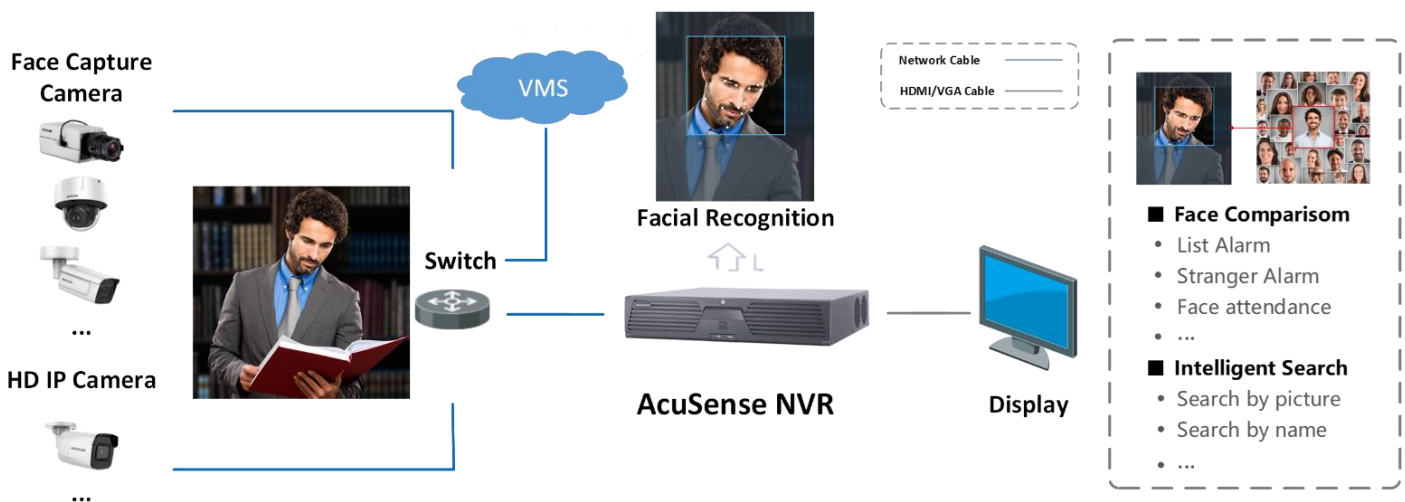 Face Capture
Camera
...
HD IP Camera
...
VMS
Switch
Facial Recognition
AcuSense NVR
Display
Network Cable
HDMI/VGA Cable
■ Face Comparisom
• List Alarm
• Stranger Alarm
• Face attendance
• ...
■ Intelligent Search
• Search by picture
• Search by name
• ...